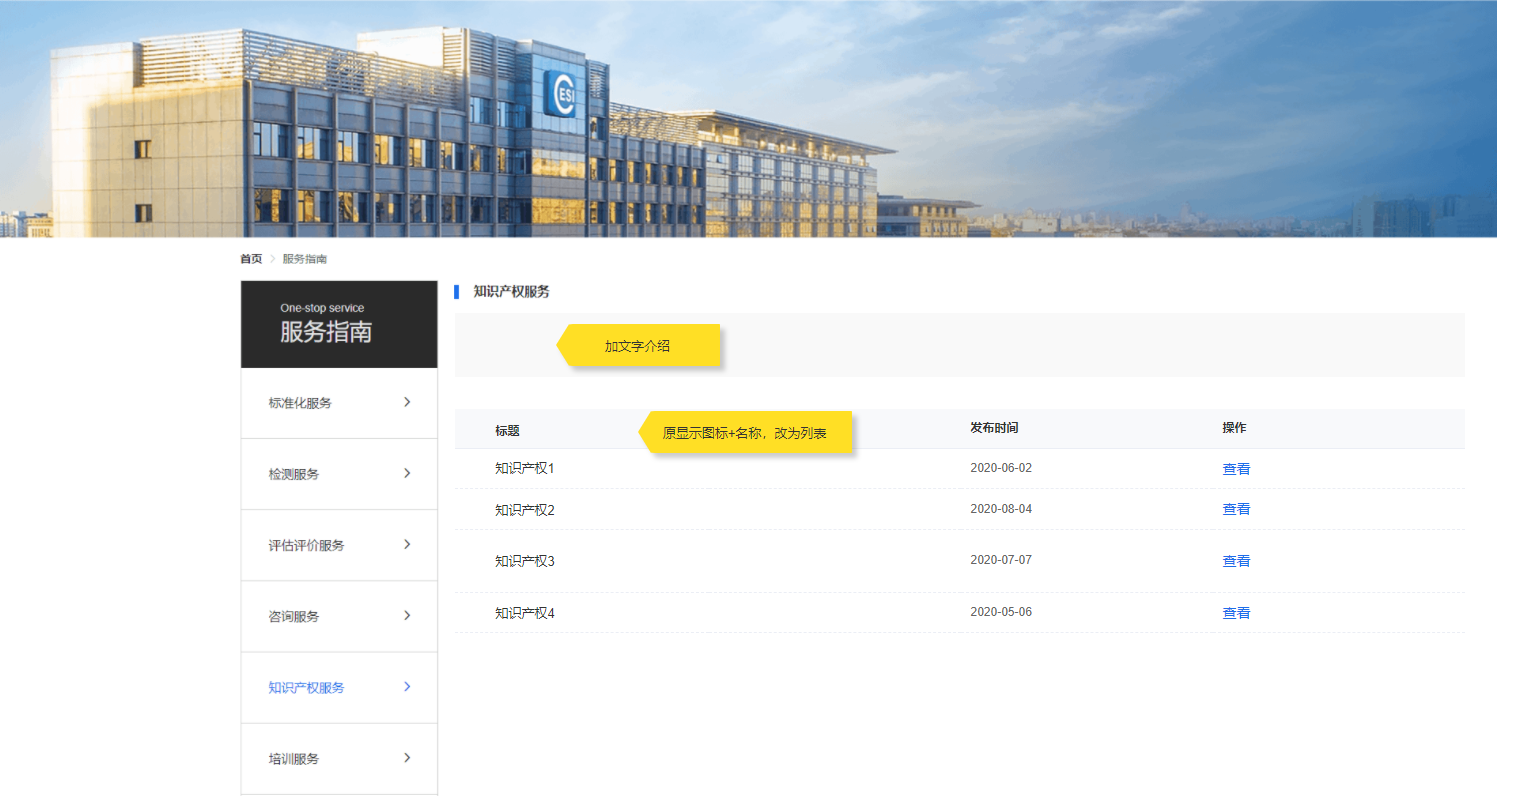 CESI
首页 > 服务指南
One-stop service
服务指南
标准化服务
检测服务
评估评价服务
咨询服务
知识产权服务
培训服务
知识产权服务
加文字介绍
标题 原显示图标+名称，改为列表 发布时间 操作
知识产权1 2020-06-02 查看
知识产权2 2020-08-04 查看
知识产权3 2020-07-07 查看
知识产权4 2020-05-06 查看